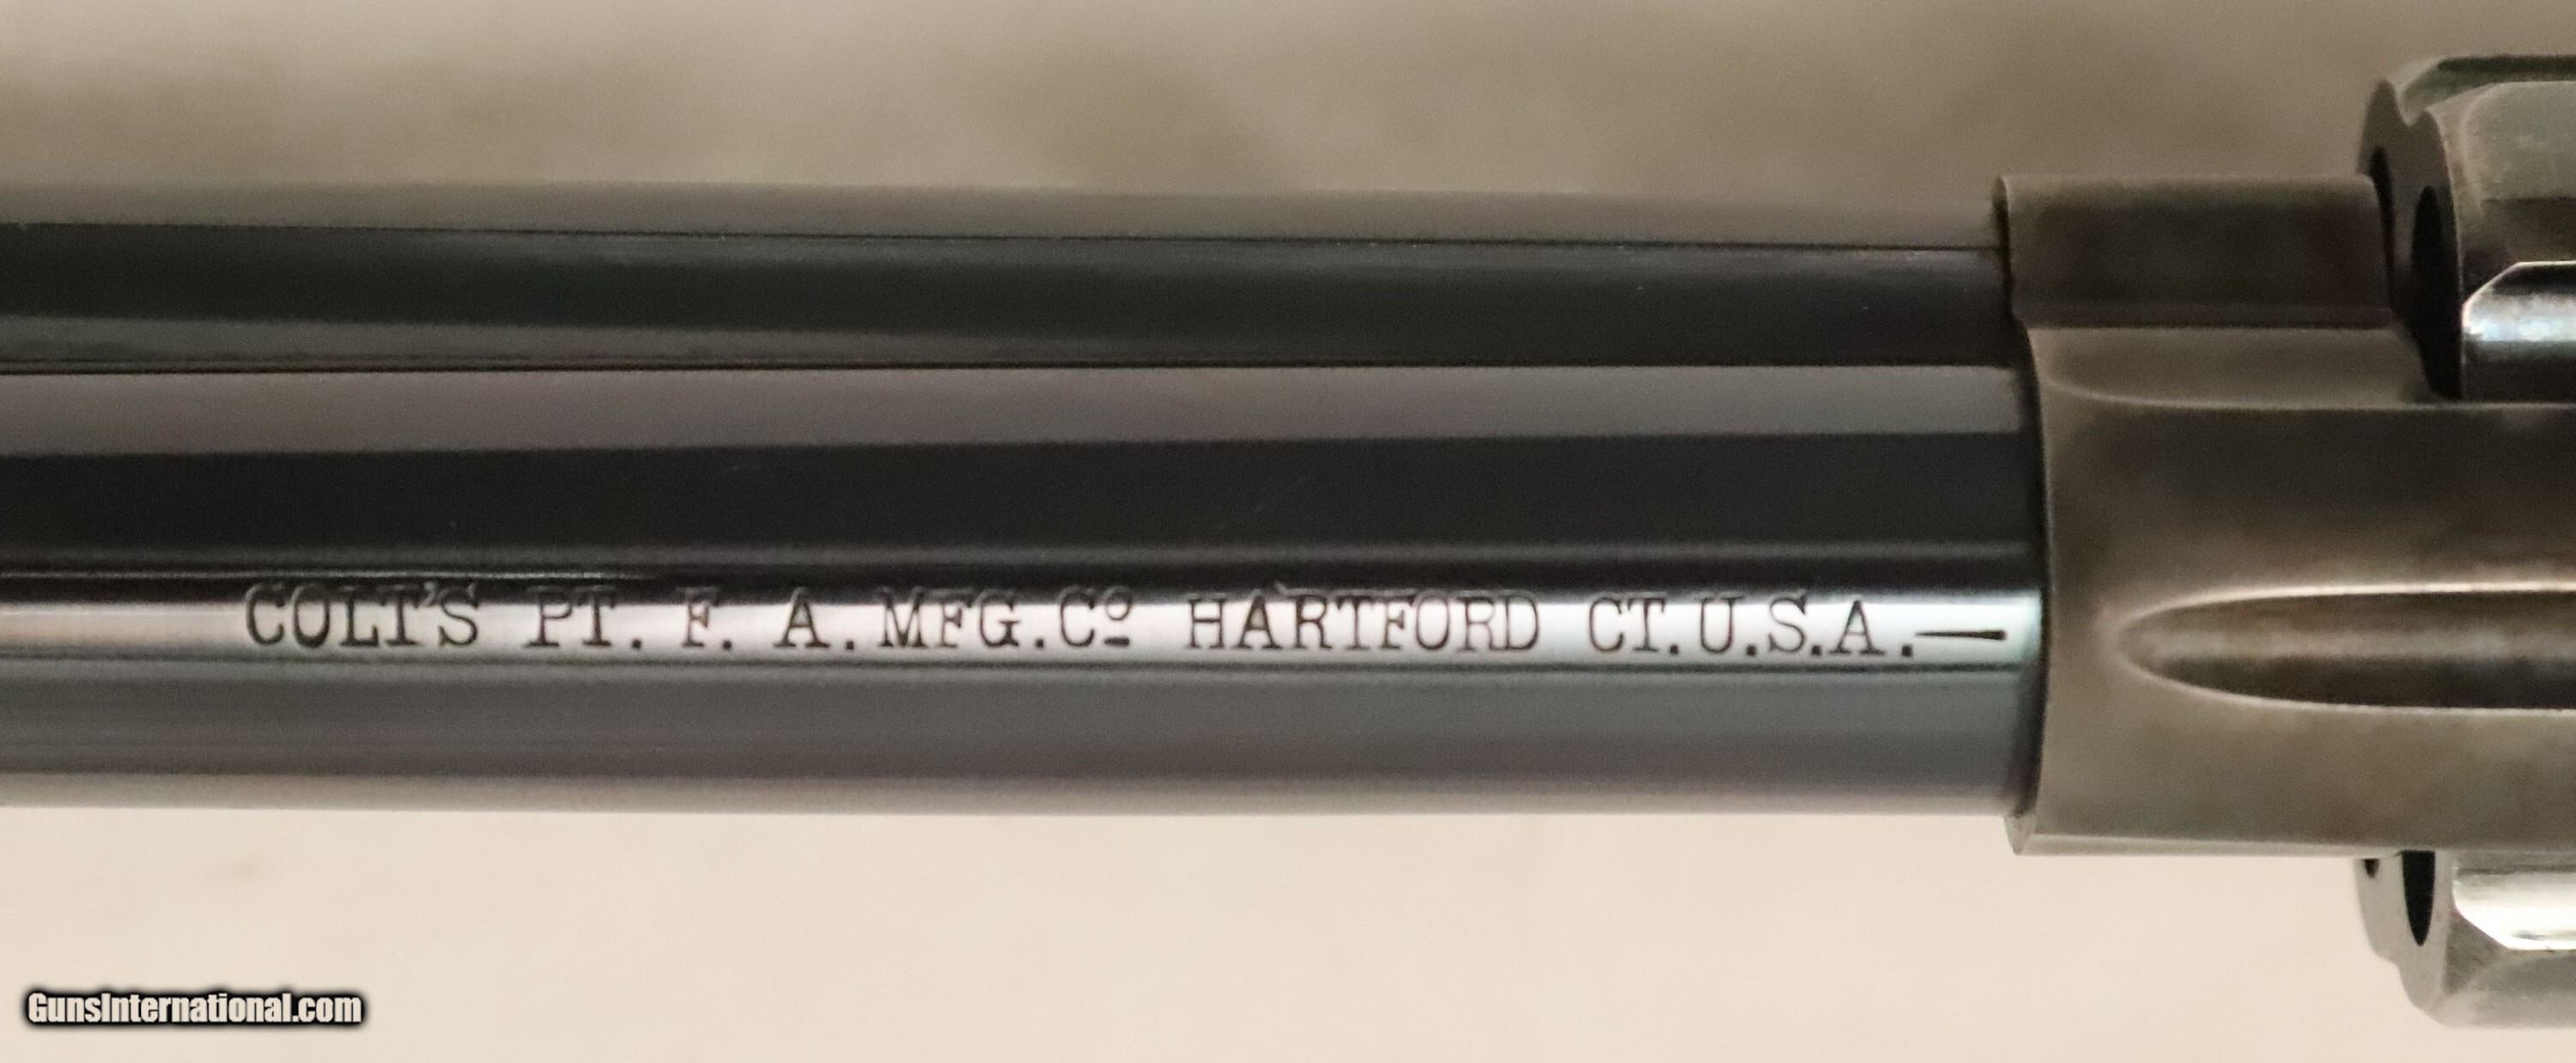 COLT'S PT. F. A. MFG. Cº HARTFORD CT. U.S.A.—
GunsInternational.com